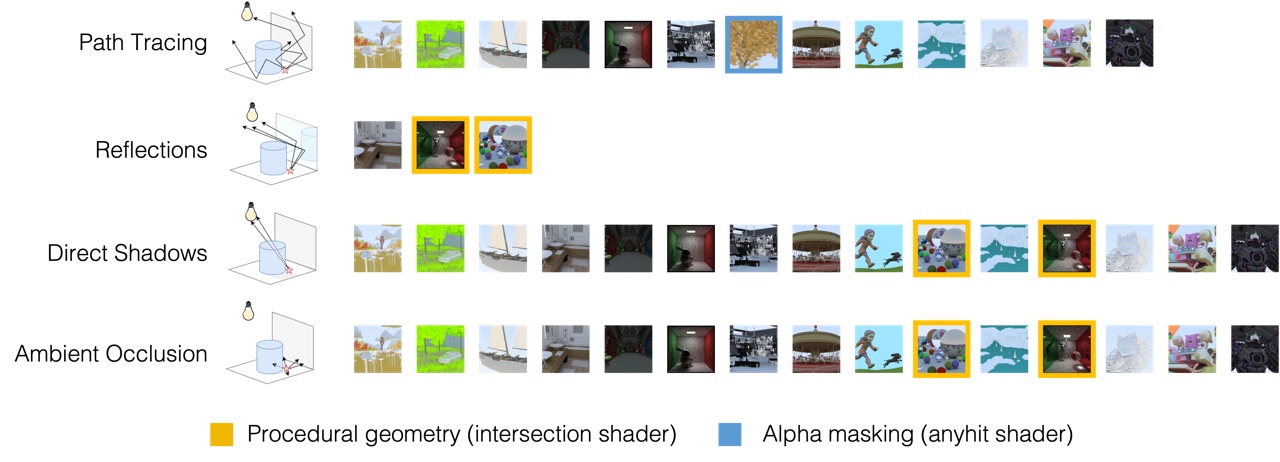 Path Tracing
Reflections
Direct Shadows
Ambient Occlusion
Procedural geometry (intersection shader)
Alpha masking (anyhit shader)